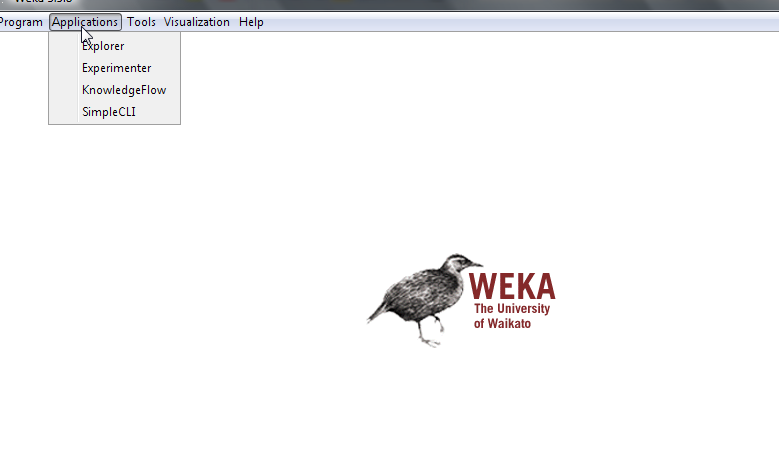 Program Applications Tools Visualization Help
Explorer
Experimenter
KnowledgeFlow
SimpleCLI
WEKA
The University
of Waikato